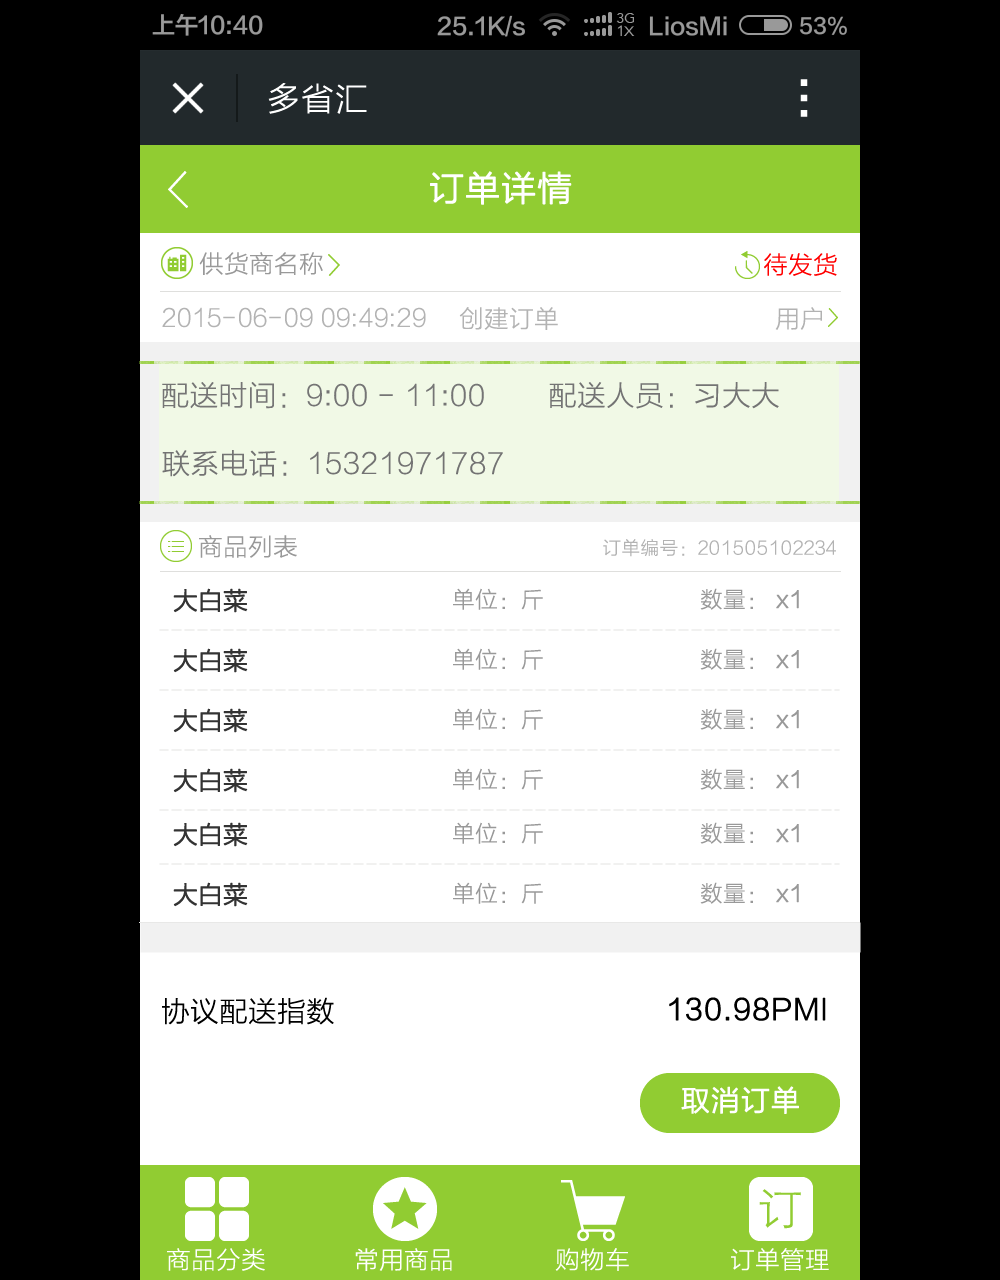 上午10:40 25.1K/s 3G 1X LiosMi 53%
多省汇
订单详情
供货商名称 待发货
2015-06-09 09:49:29 创建订单 用户
配送时间：9:00 - 11:00 配送人员：习大大
联系电话：15321971787
商品列表 订单编号：201505102234
大白菜 单位：斤 数量： x1
大白菜 单位：斤 数量： x1
大白菜 单位：斤 数量： x1
大白菜 单位：斤 数量： x1
大白菜 单位：斤 数量： x1
大白菜 单位：斤 数量： x1
协议配送指数 130.98PMI
取消订单
订
商品分类 常用商品 购物车 订单管理